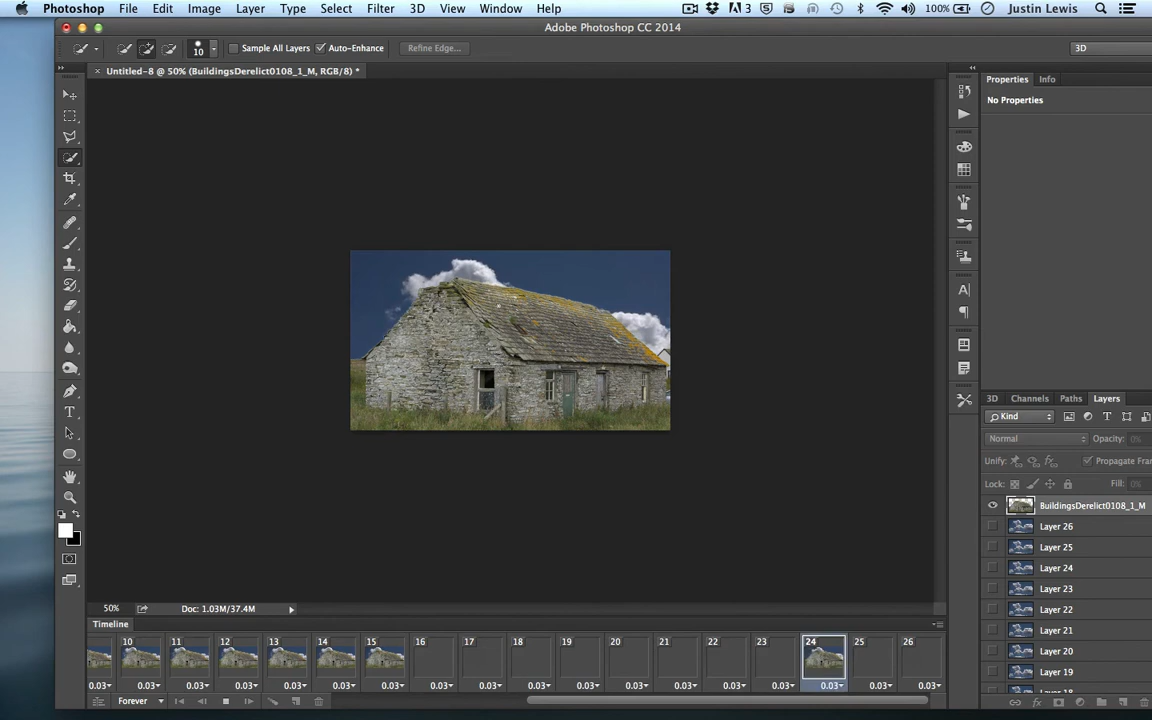 Photoshop File Edit Image Layer Type Select Filter 3D View Window Help 3 5 100% Justin Lewis
Adobe Photoshop CC 2014
10 Sample All Layers Auto-Enhance Refine Edge... 3D
× Untitled-8 @ 50% (BuildingsDerelict0108_1_M, RGB/8) *
Properties Info
No Properties
3D Channels Paths Layers
Kind
Normal Opacity: 0%
Unify: Propagate Fra
Lock: Fill: 0%
BuildingsDerelict0108_1_M
Layer 26
Layer 25
Layer 24
Layer 23
Layer 22
Layer 21
Layer 20
Layer 19
50% Doc: 1.03M/37.4M
Timeline
10 11 12 13 14 15 16 17 18 19 20 21 22 23 24 25 26
0.03 0.03 0.03 0.03 0.03 0.03 0.03 0.03 0.03 0.03 0.03 0.03 0.03 0.03 0.03 0.03 0.03 0.03
Forever